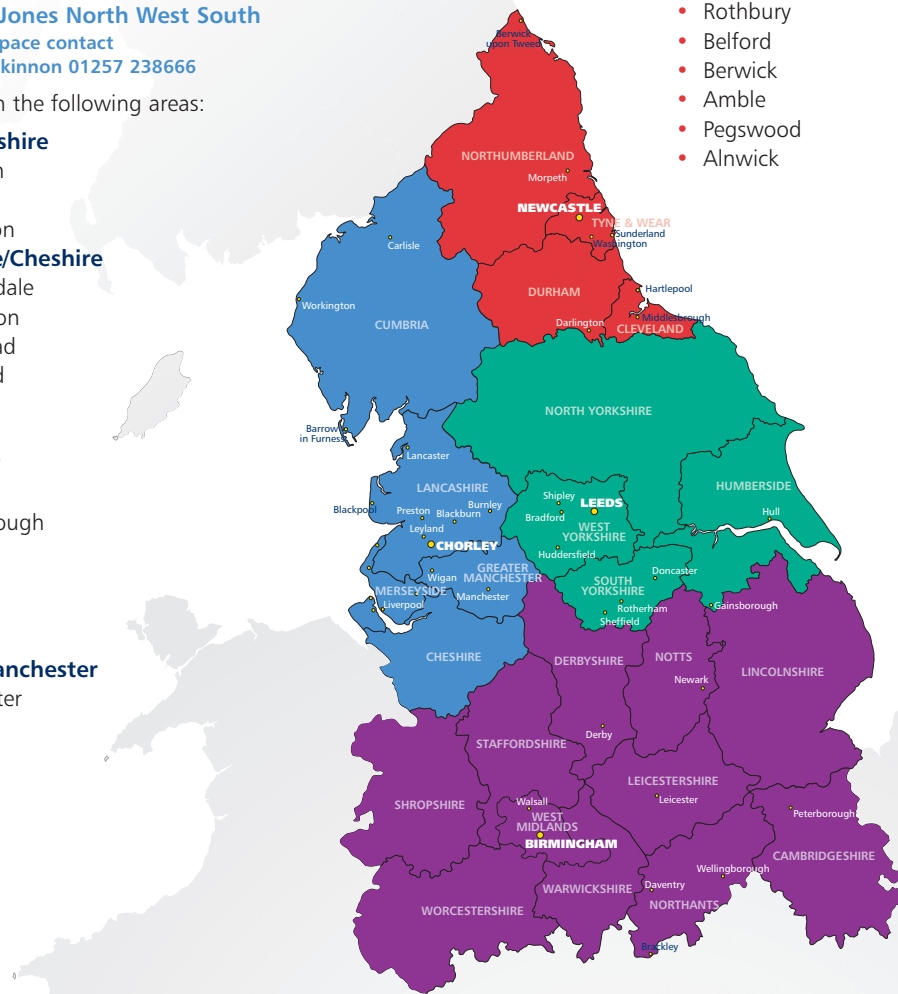 Jones North West South
pace contact
kinnon 01257 238666
n the following areas:
shire
n
on
e/Cheshire
dale
on
ad
d
ough
anchester
ter
• Rothbury
• Belford
• Berwick
• Amble
• Pegswood
• Alnwick
Berwick
upon Tweed
NORTHUMBERLAND
Morpeth
NEWCASTLE
TYNE & WEAR
Sunderland
Washington
Carlisle
DURHAM
Hartlepool
Workington
Middlesbrough
Darlington
CLEVELAND
CUMBRIA
NORTH YORKSHIRE
Barrow
in Furness
Lancaster
LANCASHIRE
HUMBERSIDE
Shipley
LEEDS
Blackpool
Preston
Burnley
Blackburn
Bradford
Hull
Leyland
WEST
YORKSHIRE
CHORLEY
Huddersfield
GREATER
MANCHESTER
Wigan
Doncaster
SOUTH
YORKSHIRE
MERSEYSIDE
Manchester
Liverpool
Rotherham
Gainsborough
Sheffield
CHESHIRE
DERBYSHIRE
NOTTS
LINCOLNSHIRE
Newark
Derby
STAFFORDSHIRE
LEICESTERSHIRE
Leicester
SHROPSHIRE
Walsall
WEST
MIDLANDS
BIRMINGHAM
Peterborough
CAMBRIDGESHIRE
Wellingborough
WARWICKSHIRE
Daventry
NORTHANTS
WORCESTERSHIRE
Brackley